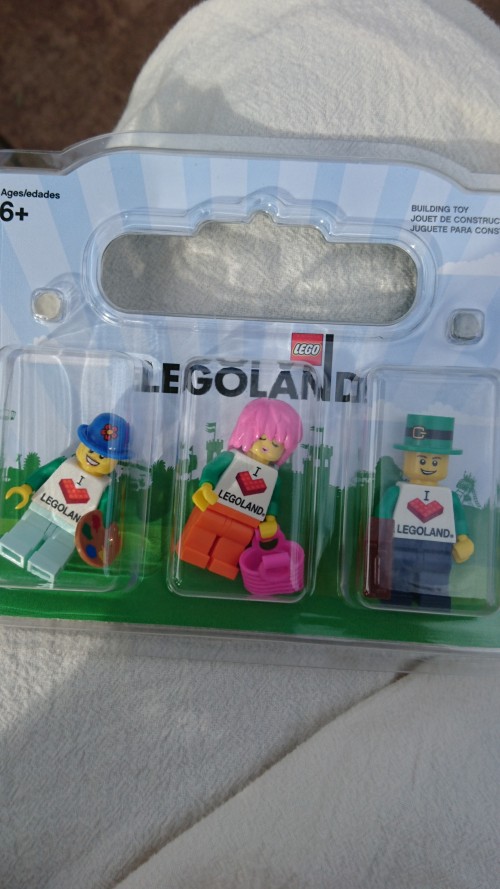 Ages/edades
6+
BUILDING TOY
JOUET DE CONSTRUC
JUGUETE PARA CONS
LEGO
LEGOLAND
I
LEGOLAND®
I
LEGOLAND®
I
LEGOLAND®